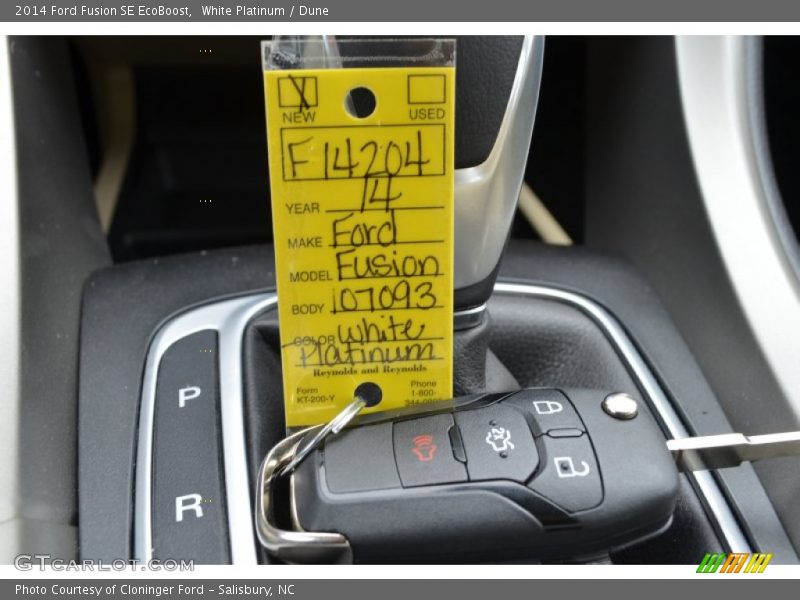 2014 Ford Fusion SE EcoBoost, White Platinum / Dune
X
NEW USED
F14204
YEAR 14
MAKE Ford
MODEL Fusion
BODY 107093
COLOR White
Platinum
Reynolds and Reynolds
Form Phone
KT-200-Y 1-800-
P
R
GTCARLOT.COM
Photo Courtesy of Cloninger Ford - Salisbury, NC